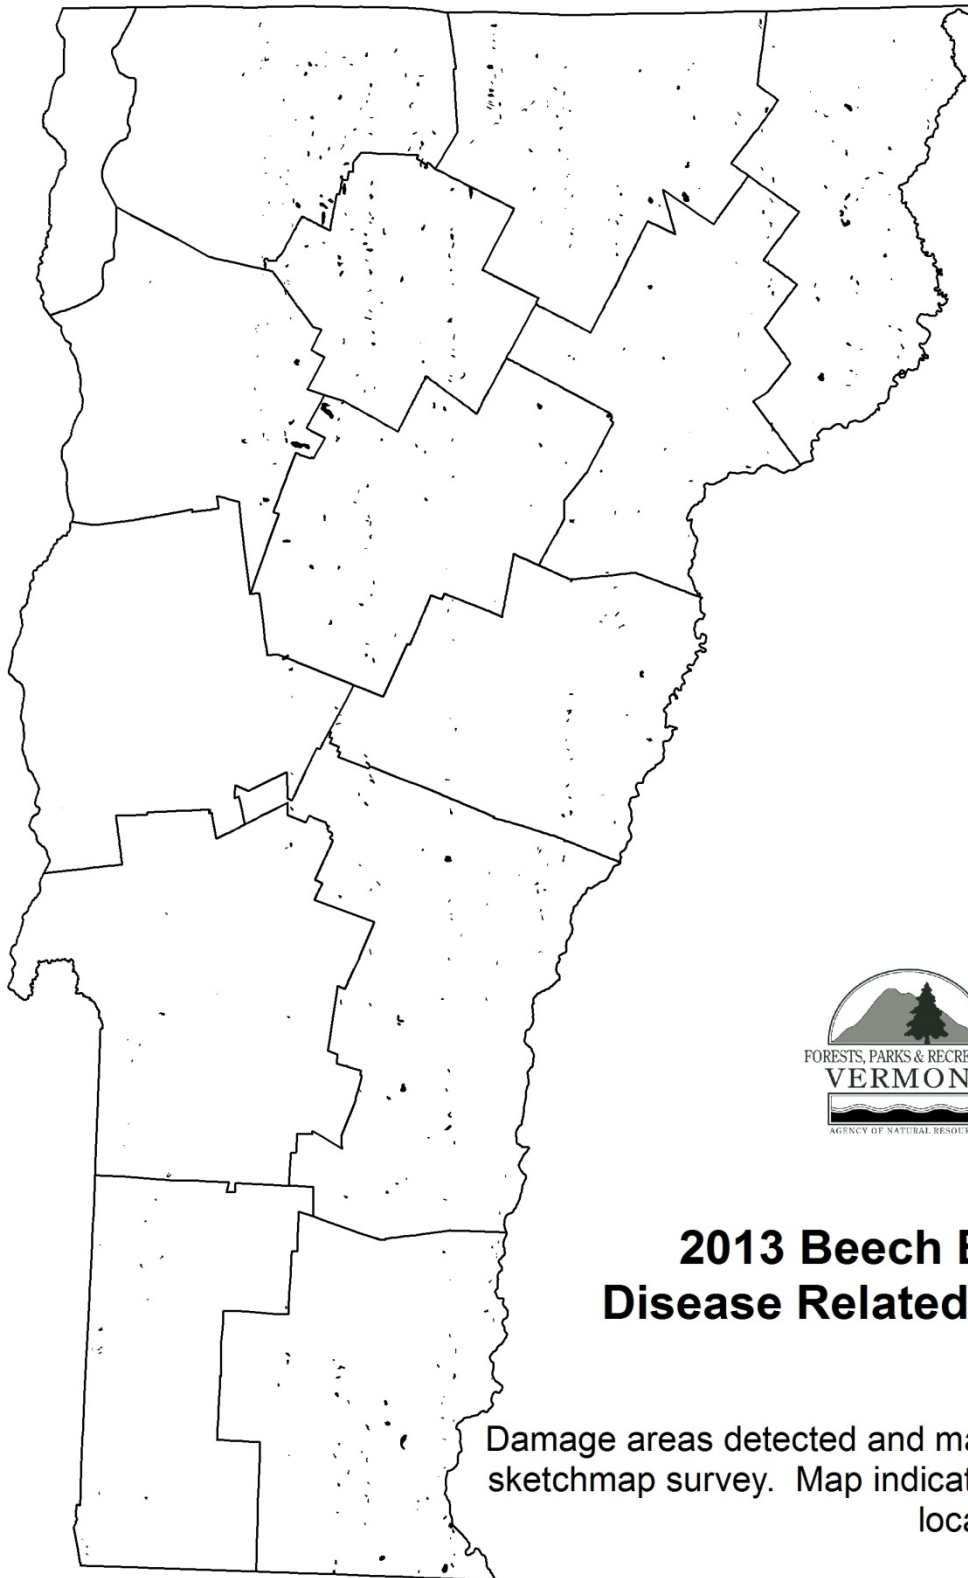 FORESTS, PARKS & RECRE
VERMON
AGENCY OF NATURAL RESOUR
2013 Beech
Disease Related
Damage areas detected and ma
sketchmap survey. Map indicat
loca